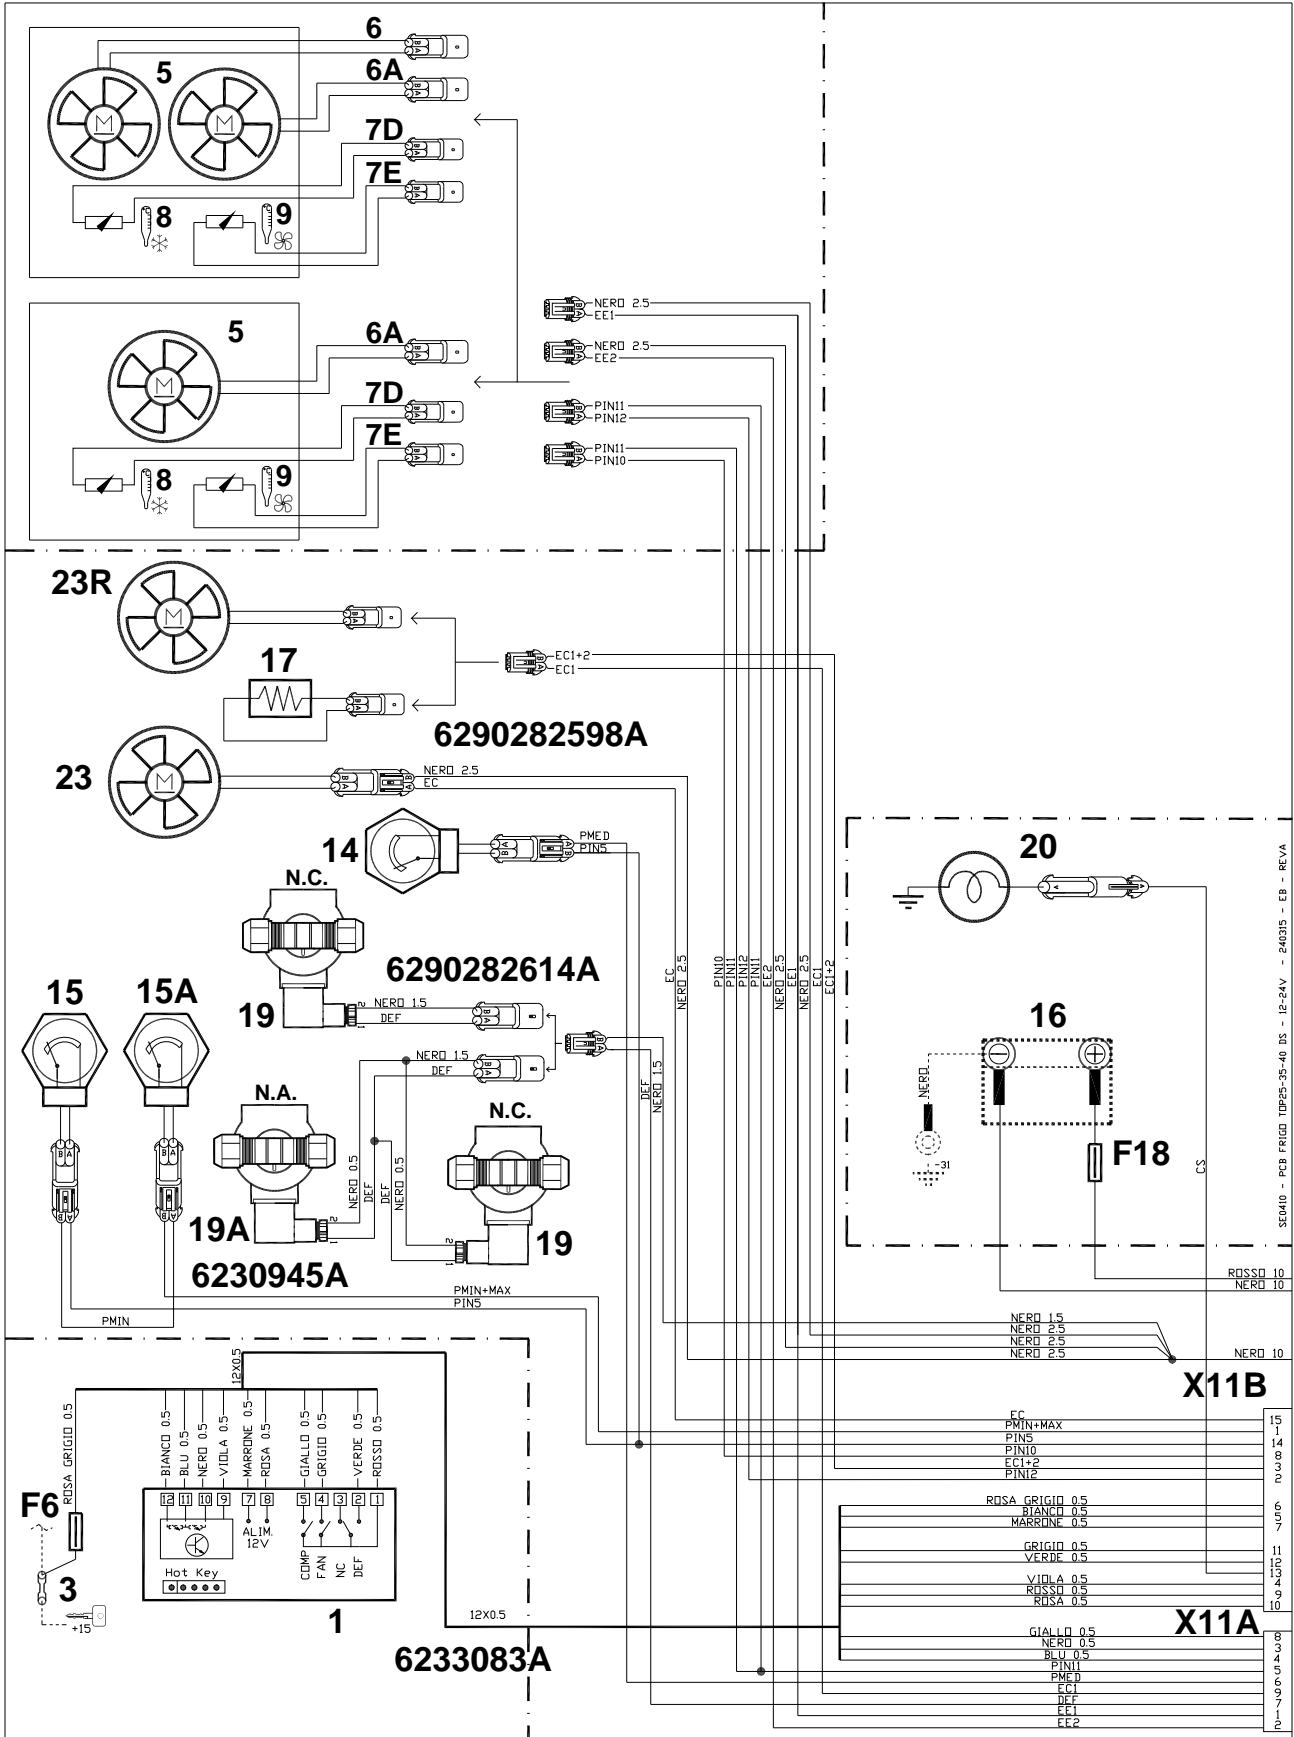 6
B
A
5
6A
B
A
M
M
7D
B
A
7E
B
A
8
9
NERO 2.5
EE1
B
A
5
6A
B
A
NERO 2.5
EE2
B
A
M
7D
B
A
PIN11
PIN12
B
A
7E
B
A
PIN11
PIN10
B
A
8
9
23R
M
B
A
17
EC1+2
EC1
B
A
B
A
6290282598A
23
M
B
A
B
A
NERO 2.5
EC
14
A
B
A
B
PMED
PIN5
20
A
A
N.C.
6290282614A
EC
NERO 2.5
PIN10
PIN11
PIN12
PIN11
EE2
NERO 2.5
EE1
NERO 2.5
EC1
EC1+2
15
15A
19
2
1
NERO 1.5
DEF
B
A
B
A
16
NERO 1.5
DEF
B
A
DEF
NERO 1.5
NERO
-31
F18
CS
SE0410 - PCB FRIGO TOP25-35-40 DS - 12-24V - 240315 - EB - REVA
N.A.
N.C.
B
A
B
A
B
A
B
A
NERO 0.5
DEF
DEF
NERO 0.5
19A
2
1
2
1
19
6230945A
PMIN+MAX
PIN5
PMIN
ROSSO 10
NERO 10
NERO 1.5
NERO 2.5
NERO 2.5
NERO 2.5
NERO 10
X11B
12X0.5
ROSA GRIGIO 0.5
BIANCO 0.5
BLU 0.5
NERO 0.5
VIOLA 0.5
MARRONE 0.5
ROSA 0.5
GIALLO 0.5
GRIGIO 0.5
VERDE 0.5
ROSSO 0.5
EC 15
PMIN+MAX 1
PIN5 14
PIN10 8
EC1+2 3
PIN12 2
F6
12 11 10 9 7 8 5 4 3 2 1
ALIM.
12V
COMP
FAN
NC
DEF
Hot Key
3
+15
1
ROSA GRIGIO 0.5 6
BIANCO 0.5 5
MARRONE 0.5 7
GRIGIO 0.5 11
VERDE 0.5 12
13
VIOLA 0.5 4
ROSSO 0.5 9
ROSA 0.5 10
12X0.5
6233083A
X11A
GIALLO 0.5 8
NERO 0.5 3
BLU 0.5 4
PIN11 5
PMED 6
EC1 9
DEF 7
EE1 1
EE2 2